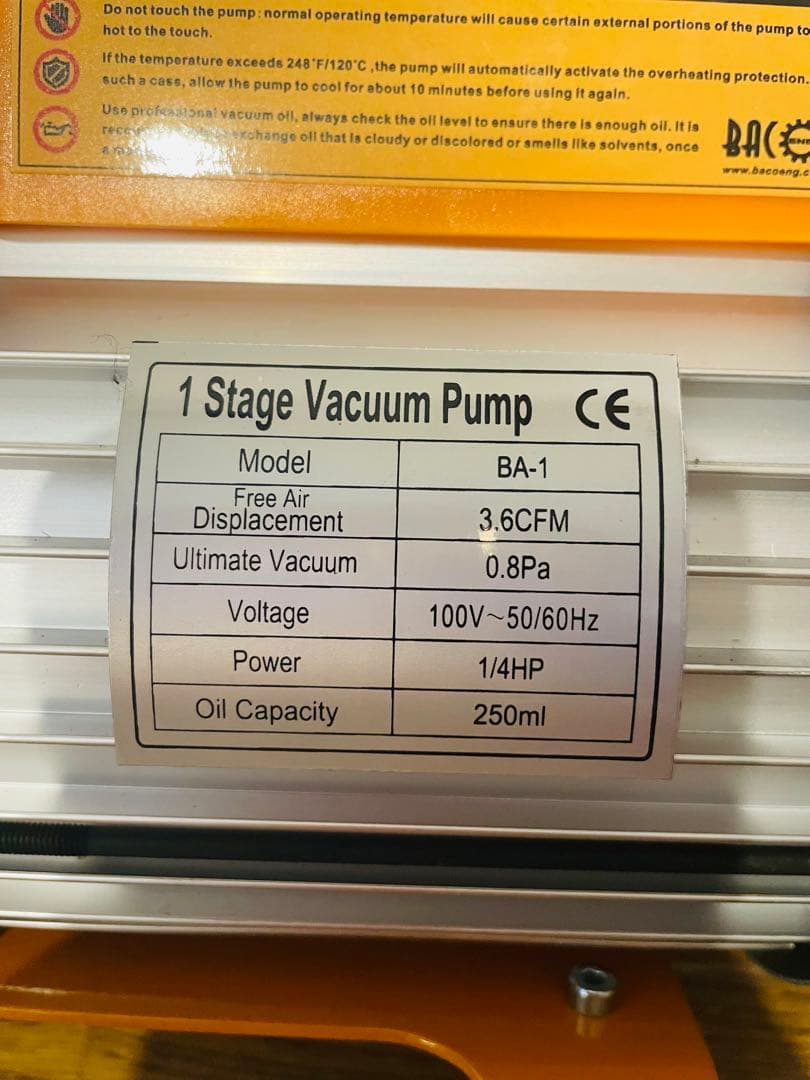 Do not touch the pump: normal operating temperature will cause certain external portions of the pump to
hot to the touch.
If the temperature exceeds 248°F/120°C ,the pump will automatically activate the overheating protection.
such a case, allow the pump to cool for about 10 minutes before using it again.
Use professional vacuum oil, always check the oil level to ensure there is enough oil. It is
exchange oil that is cloudy or discolored or smells like solvents, once
a
BACO
ENG
www.bacoeng.c
1 Stage Vacuum Pump CE
Model BA-1
Free Air
Displacement 3.6CFM
Ultimate Vacuum 0.8Pa
Voltage 100V~50/60Hz
Power 1/4HP
Oil Capacity 250ml